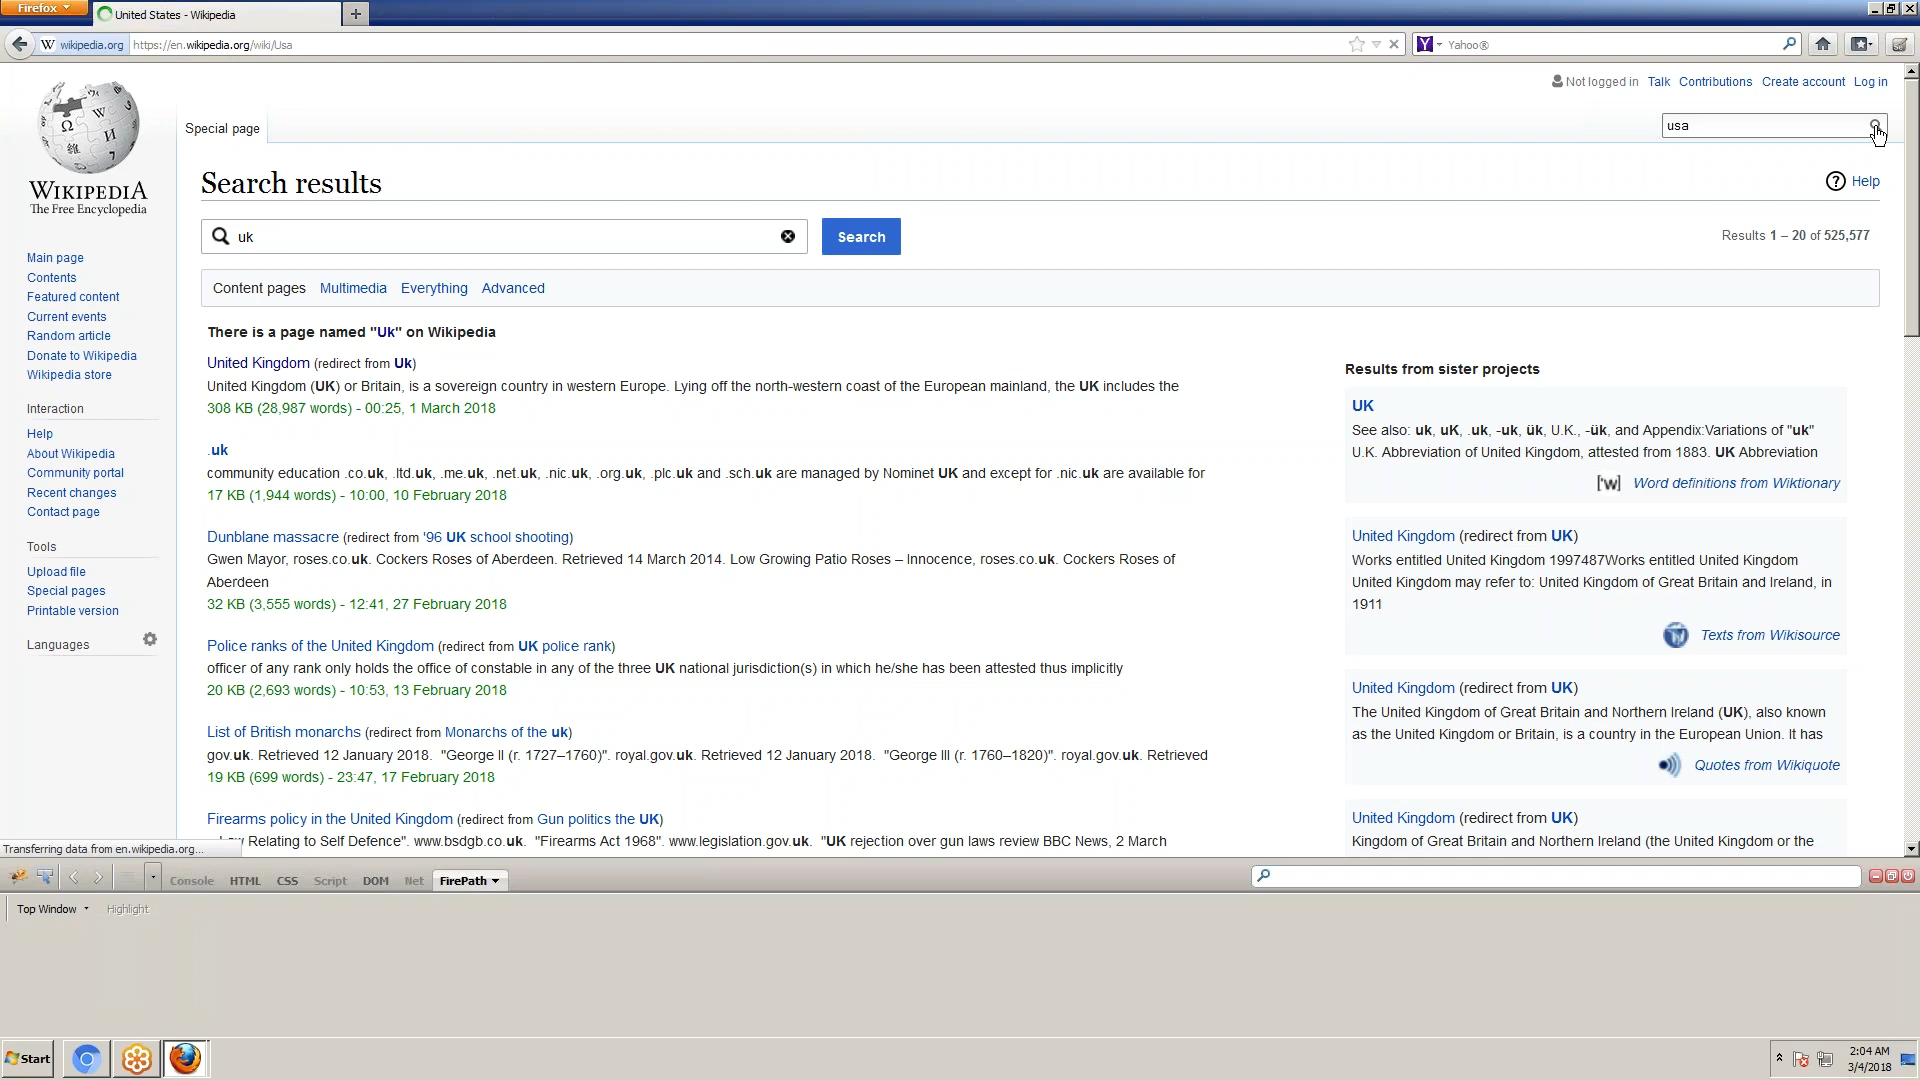 Firefox
United States - Wikipedia
wikipedia.org https://en.wikipedia.org/wiki/Usa
Yahoo®
Not logged in Talk Contributions Create account Log in
Special page
usa
WIKIPEDIA
The Free Encyclopedia
Search results
Help
uk
Search
Results 1 – 20 of 525,577
Content pages Multimedia Everything Advanced
Main page
Contents
Featured content
Current events
Random article
Donate to Wikipedia
Wikipedia store
Interaction
Help
About Wikipedia
Community portal
Recent changes
Contact page
Tools
Upload file
Special pages
Printable version
Languages
There is a page named "Uk" on Wikipedia
United Kingdom (redirect from Uk)
United Kingdom (UK) or Britain, is a sovereign country in western Europe. Lying off the north-western coast of the European mainland, the UK includes the
308 KB (28,987 words) - 00:25, 1 March 2018
.uk
community education .co.uk, .ltd.uk, .me.uk, .net.uk, .nic.uk, .org.uk, .plc.uk and .sch.uk are managed by Nominet UK and except for .nic.uk are available for
17 KB (1,944 words) - 10:00, 10 February 2018
Dunblane massacre (redirect from '96 UK school shooting)
Gwen Mayor, roses.co.uk. Cockers Roses of Aberdeen. Retrieved 14 March 2014. Low Growing Patio Roses – Innocence, roses.co.uk. Cockers Roses of
Aberdeen
32 KB (3,555 words) - 12:41, 27 February 2018
Police ranks of the United Kingdom (redirect from UK police rank)
officer of any rank only holds the office of constable in any of the three UK national jurisdiction(s) in which he/she has been attested thus implicitly
20 KB (2,693 words) - 10:53, 13 February 2018
List of British monarchs (redirect from Monarchs of the uk)
gov.uk. Retrieved 12 January 2018. "George II (r. 1727–1760)". royal.gov.uk. Retrieved 12 January 2018. "George III (r. 1760–1820)". royal.gov.uk. Retrieved
19 KB (699 words) - 23:47, 17 February 2018
Firearms policy in the United Kingdom (redirect from Gun politics the UK)
Relating to Self Defence". www.bsdgb.co.uk. "Firearms Act 1968". www.legislation.gov.uk. "UK rejection over gun laws review BBC News, 2 March
Results from sister projects
UK
See also: uk, uK, .uk, -uk, ük, U.K., -ük, and Appendix:Variations of "uk"
U.K. Abbreviation of United Kingdom, attested from 1883. UK Abbreviation
['w] Word definitions from Wiktionary
United Kingdom (redirect from UK)
Works entitled United Kingdom 1997487Works entitled United Kingdom
United Kingdom may refer to: United Kingdom of Great Britain and Ireland, in
1911
Texts from Wikisource
United Kingdom (redirect from UK)
The United Kingdom of Great Britain and Northern Ireland (UK), also known
as the United Kingdom or Britain, is a country in the European Union. It has
Quotes from Wikiquote
United Kingdom (redirect from UK)
Kingdom of Great Britain and Northern Ireland (the United Kingdom or the
Transferring data from en.wikipedia.org...
Console HTML CSS Script DOM Net FirePath
Top Window Highlight
Start
2:04 AM
3/4/2018